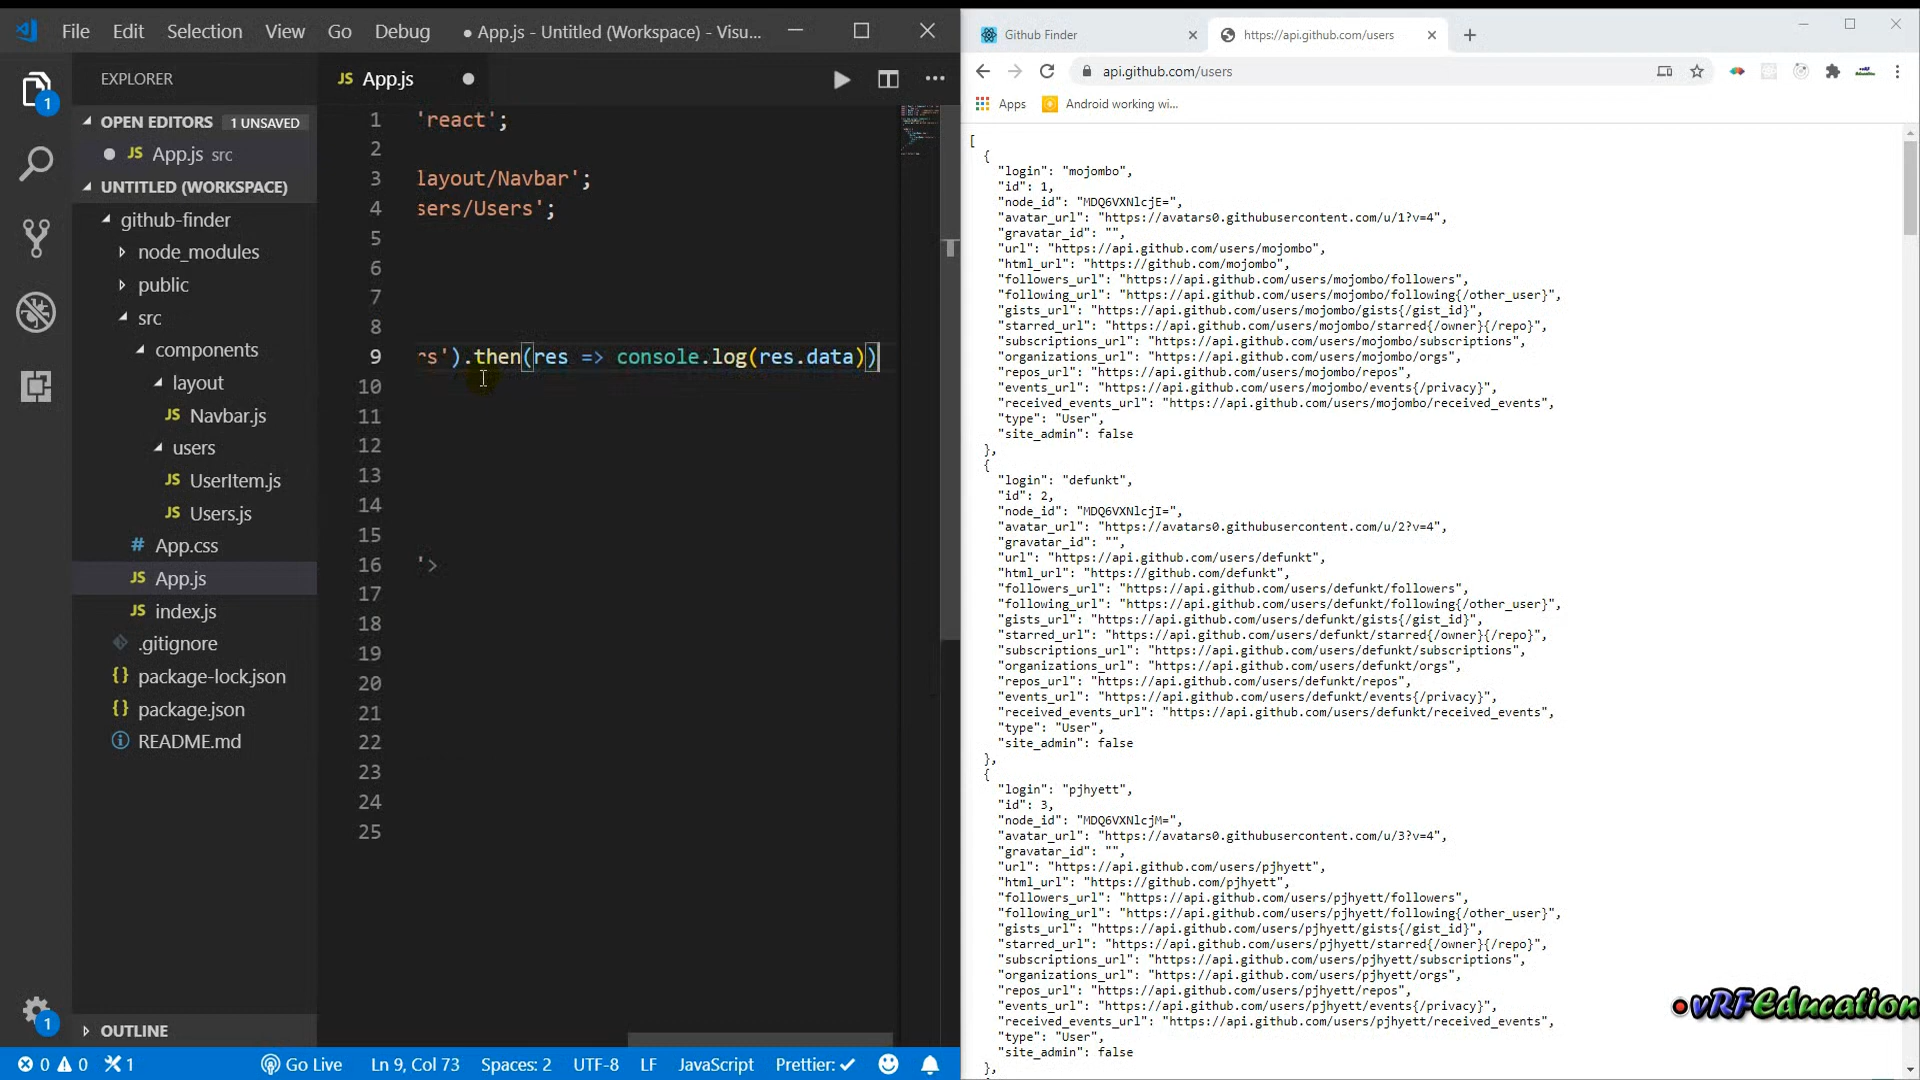 File Edit Selection View Go Debug ● App.js - Untitled (Workspace) - Visu...
EXPLORER
OPEN EDITORS 1 UNSAVED
JS App.js src
UNTITLED (WORKSPACE)
github-finder
node_modules
public
src
components
layout
JS Navbar.js
users
JS UserItem.js
JS Users.js
# App.css
JS App.js
JS index.js
.gitignore
{} package-lock.json
{} package.json
README.md
OUTLINE
1
1
JS App.js
1 'react';
2
3 layout/Navbar';
4 sers/Users';
5
6
7
8
9 rs').then(res => console.log(res.data))
10
11
12
13
14
15
16 '>
17
18
19
20
21
22
23
24
25
0 0 1 Go Live Ln 9, Col 73 Spaces: 2 UTF-8 LF JavaScript Prettier: ✓
Github Finder https://api.github.com/users
api.github.com/users
Apps Android working wi...
[
{
"login": "mojombo",
"id": 1,
"node_id": "MDQ6VXNlcjE=",
"avatar_url": "https://avatars0.githubusercontent.com/u/1?v=4",
"gravatar_id": "",
"url": "https://api.github.com/users/mojombo",
"html_url": "https://github.com/mojombo",
"followers_url": "https://api.github.com/users/mojombo/followers",
"following_url": "https://api.github.com/users/mojombo/following{/other_user}",
"gists_url": "https://api.github.com/users/mojombo/gists{/gist_id}",
"starred_url": "https://api.github.com/users/mojombo/starred{/owner}{/repo}",
"subscriptions_url": "https://api.github.com/users/mojombo/subscriptions",
"organizations_url": "https://api.github.com/users/mojombo/orgs",
"repos_url": "https://api.github.com/users/mojombo/repos",
"events_url": "https://api.github.com/users/mojombo/events{/privacy}",
"received_events_url": "https://api.github.com/users/mojombo/received_events",
"type": "User",
"site_admin": false
},
{
"login": "defunkt",
"id": 2,
"node_id": "MDQ6VXNlcjI=",
"avatar_url": "https://avatars0.githubusercontent.com/u/2?v=4",
"gravatar_id": "",
"url": "https://api.github.com/users/defunkt",
"html_url": "https://github.com/defunkt",
"followers_url": "https://api.github.com/users/defunkt/followers",
"following_url": "https://api.github.com/users/defunkt/following{/other_user}",
"gists_url": "https://api.github.com/users/defunkt/gists{/gist_id}",
"starred_url": "https://api.github.com/users/defunkt/starred{/owner}{/repo}",
"subscriptions_url": "https://api.github.com/users/defunkt/subscriptions",
"organizations_url": "https://api.github.com/users/defunkt/orgs",
"repos_url": "https://api.github.com/users/defunkt/repos",
"events_url": "https://api.github.com/users/defunkt/events{/privacy}",
"received_events_url": "https://api.github.com/users/defunkt/received_events",
"type": "User",
"site_admin": false
},
{
"login": "pjhyett",
"id": 3,
"node_id": "MDQ6VXNlcjM=",
"avatar_url": "https://avatars0.githubusercontent.com/u/3?v=4",
"gravatar_id": "",
"url": "https://api.github.com/users/pjhyett",
"html_url": "https://github.com/pjhyett",
"followers_url": "https://api.github.com/users/pjhyett/followers",
"following_url": "https://api.github.com/users/pjhyett/following{/other_user}",
"gists_url": "https://api.github.com/users/pjhyett/gists{/gist_id}",
"starred_url": "https://api.github.com/users/pjhyett/starred{/owner}{/repo}",
"subscriptions_url": "https://api.github.com/users/pjhyett/subscriptions",
"organizations_url": "https://api.github.com/users/pjhyett/orgs",
"repos_url": "https://api.github.com/users/pjhyett/repos",
"events_url": "https://api.github.com/users/pjhyett/events{/privacy}",
"received_events_url": "https://api.github.com/users/pjhyett/received_events",
"type": "User",
"site_admin": false
},
vRFEducation